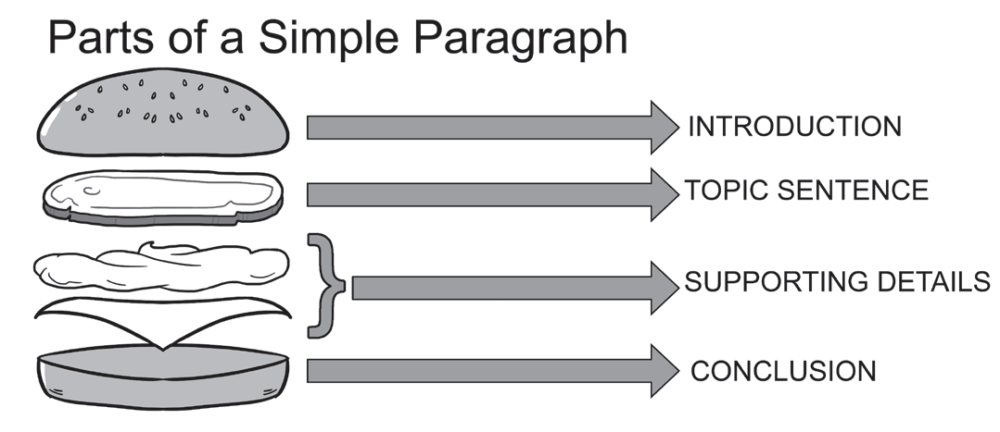 Parts of a Simple Paragraph
INTRODUCTION
TOPIC SENTENCE
SUPPORTING DETAILS
CONCLUSION